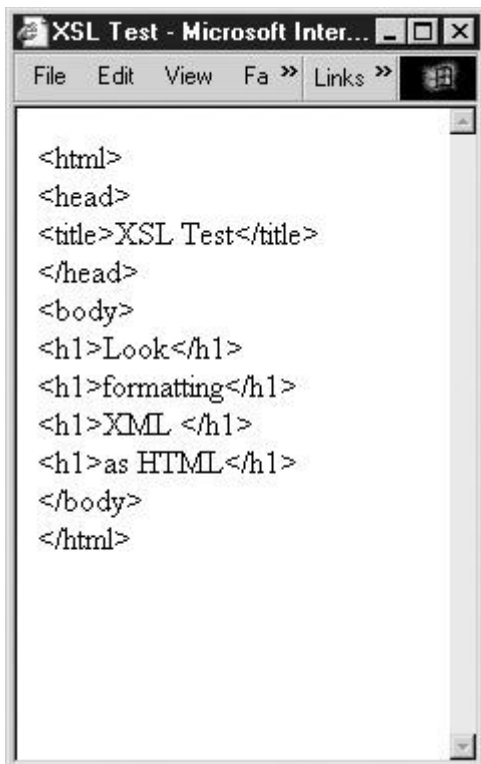 XSL Test - Microsoft Inter...
File Edit View Fa » Links »
<html>
<head>
<title>XSL Test</title>
</head>
<body>
<h1>Look</h1>
<h1>formatting</h1>
<h1>XML </h1>
<h1>as HTML</h1>
</body>
</html>